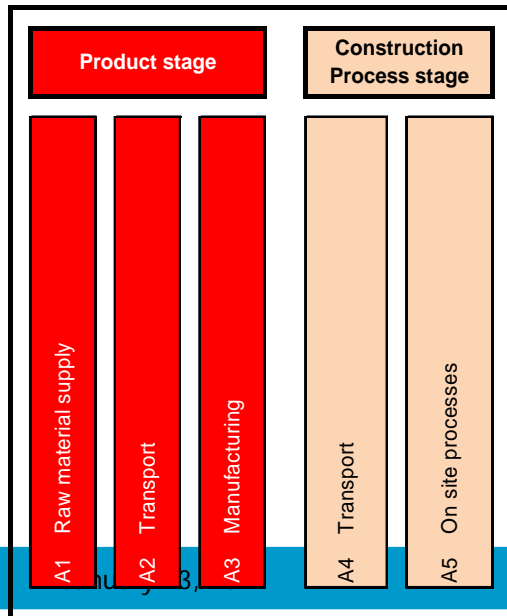 Product stage
Construction
Process stage
A1 Raw material supply
A2 Transport
A3 Manufacturing
A4 Transport
A5 On site processes